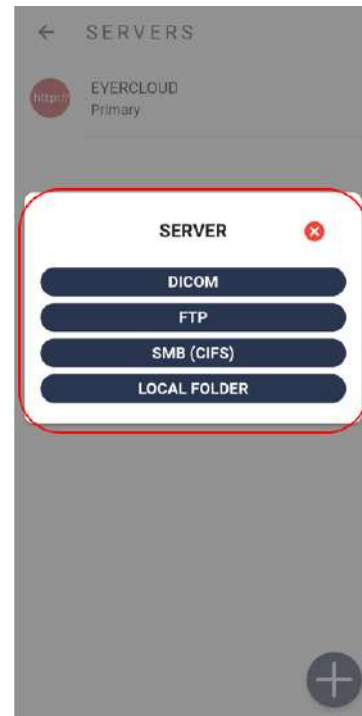 SERVERS
http://
EYERCLOUD
Primary
SERVER
DICOM
FTP
SMB (CIFS)
LOCAL FOLDER